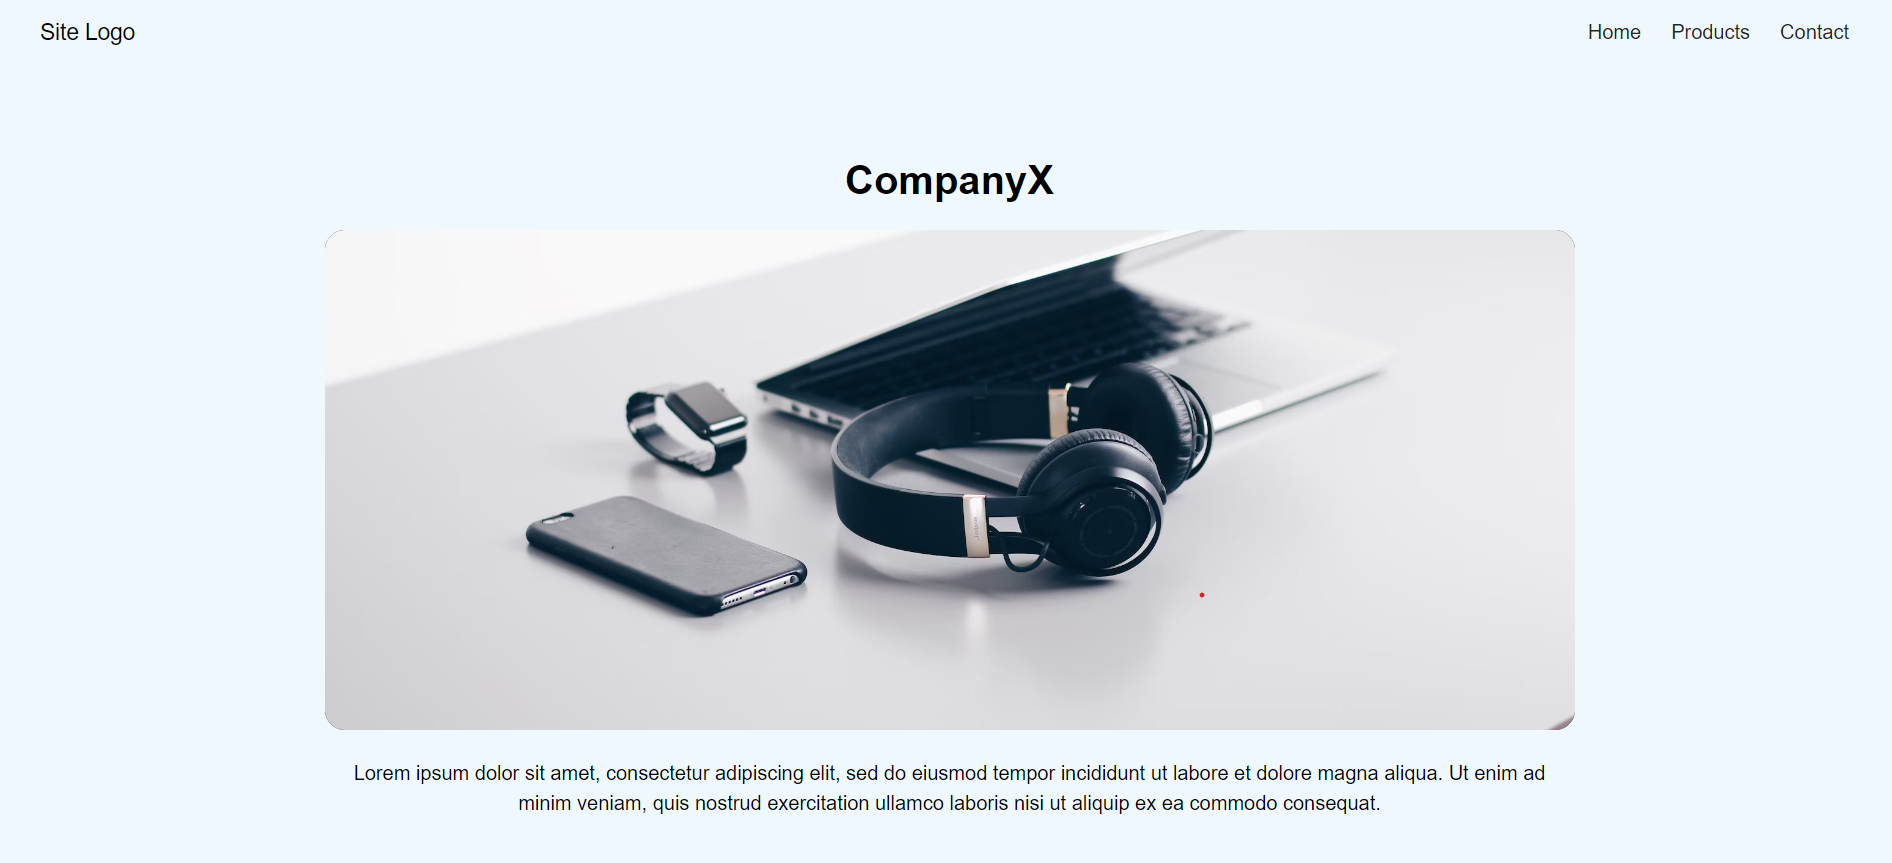 Site Logo
Home Products Contact
CompanyX
Lorem ipsum dolor sit amet, consectetur adipiscing elit, sed do eiusmod tempor incididunt ut labore et dolore magna aliqua. Ut enim ad
minim veniam, quis nostrud exercitation ullamco laboris nisi ut aliquip ex ea commodo consequat.